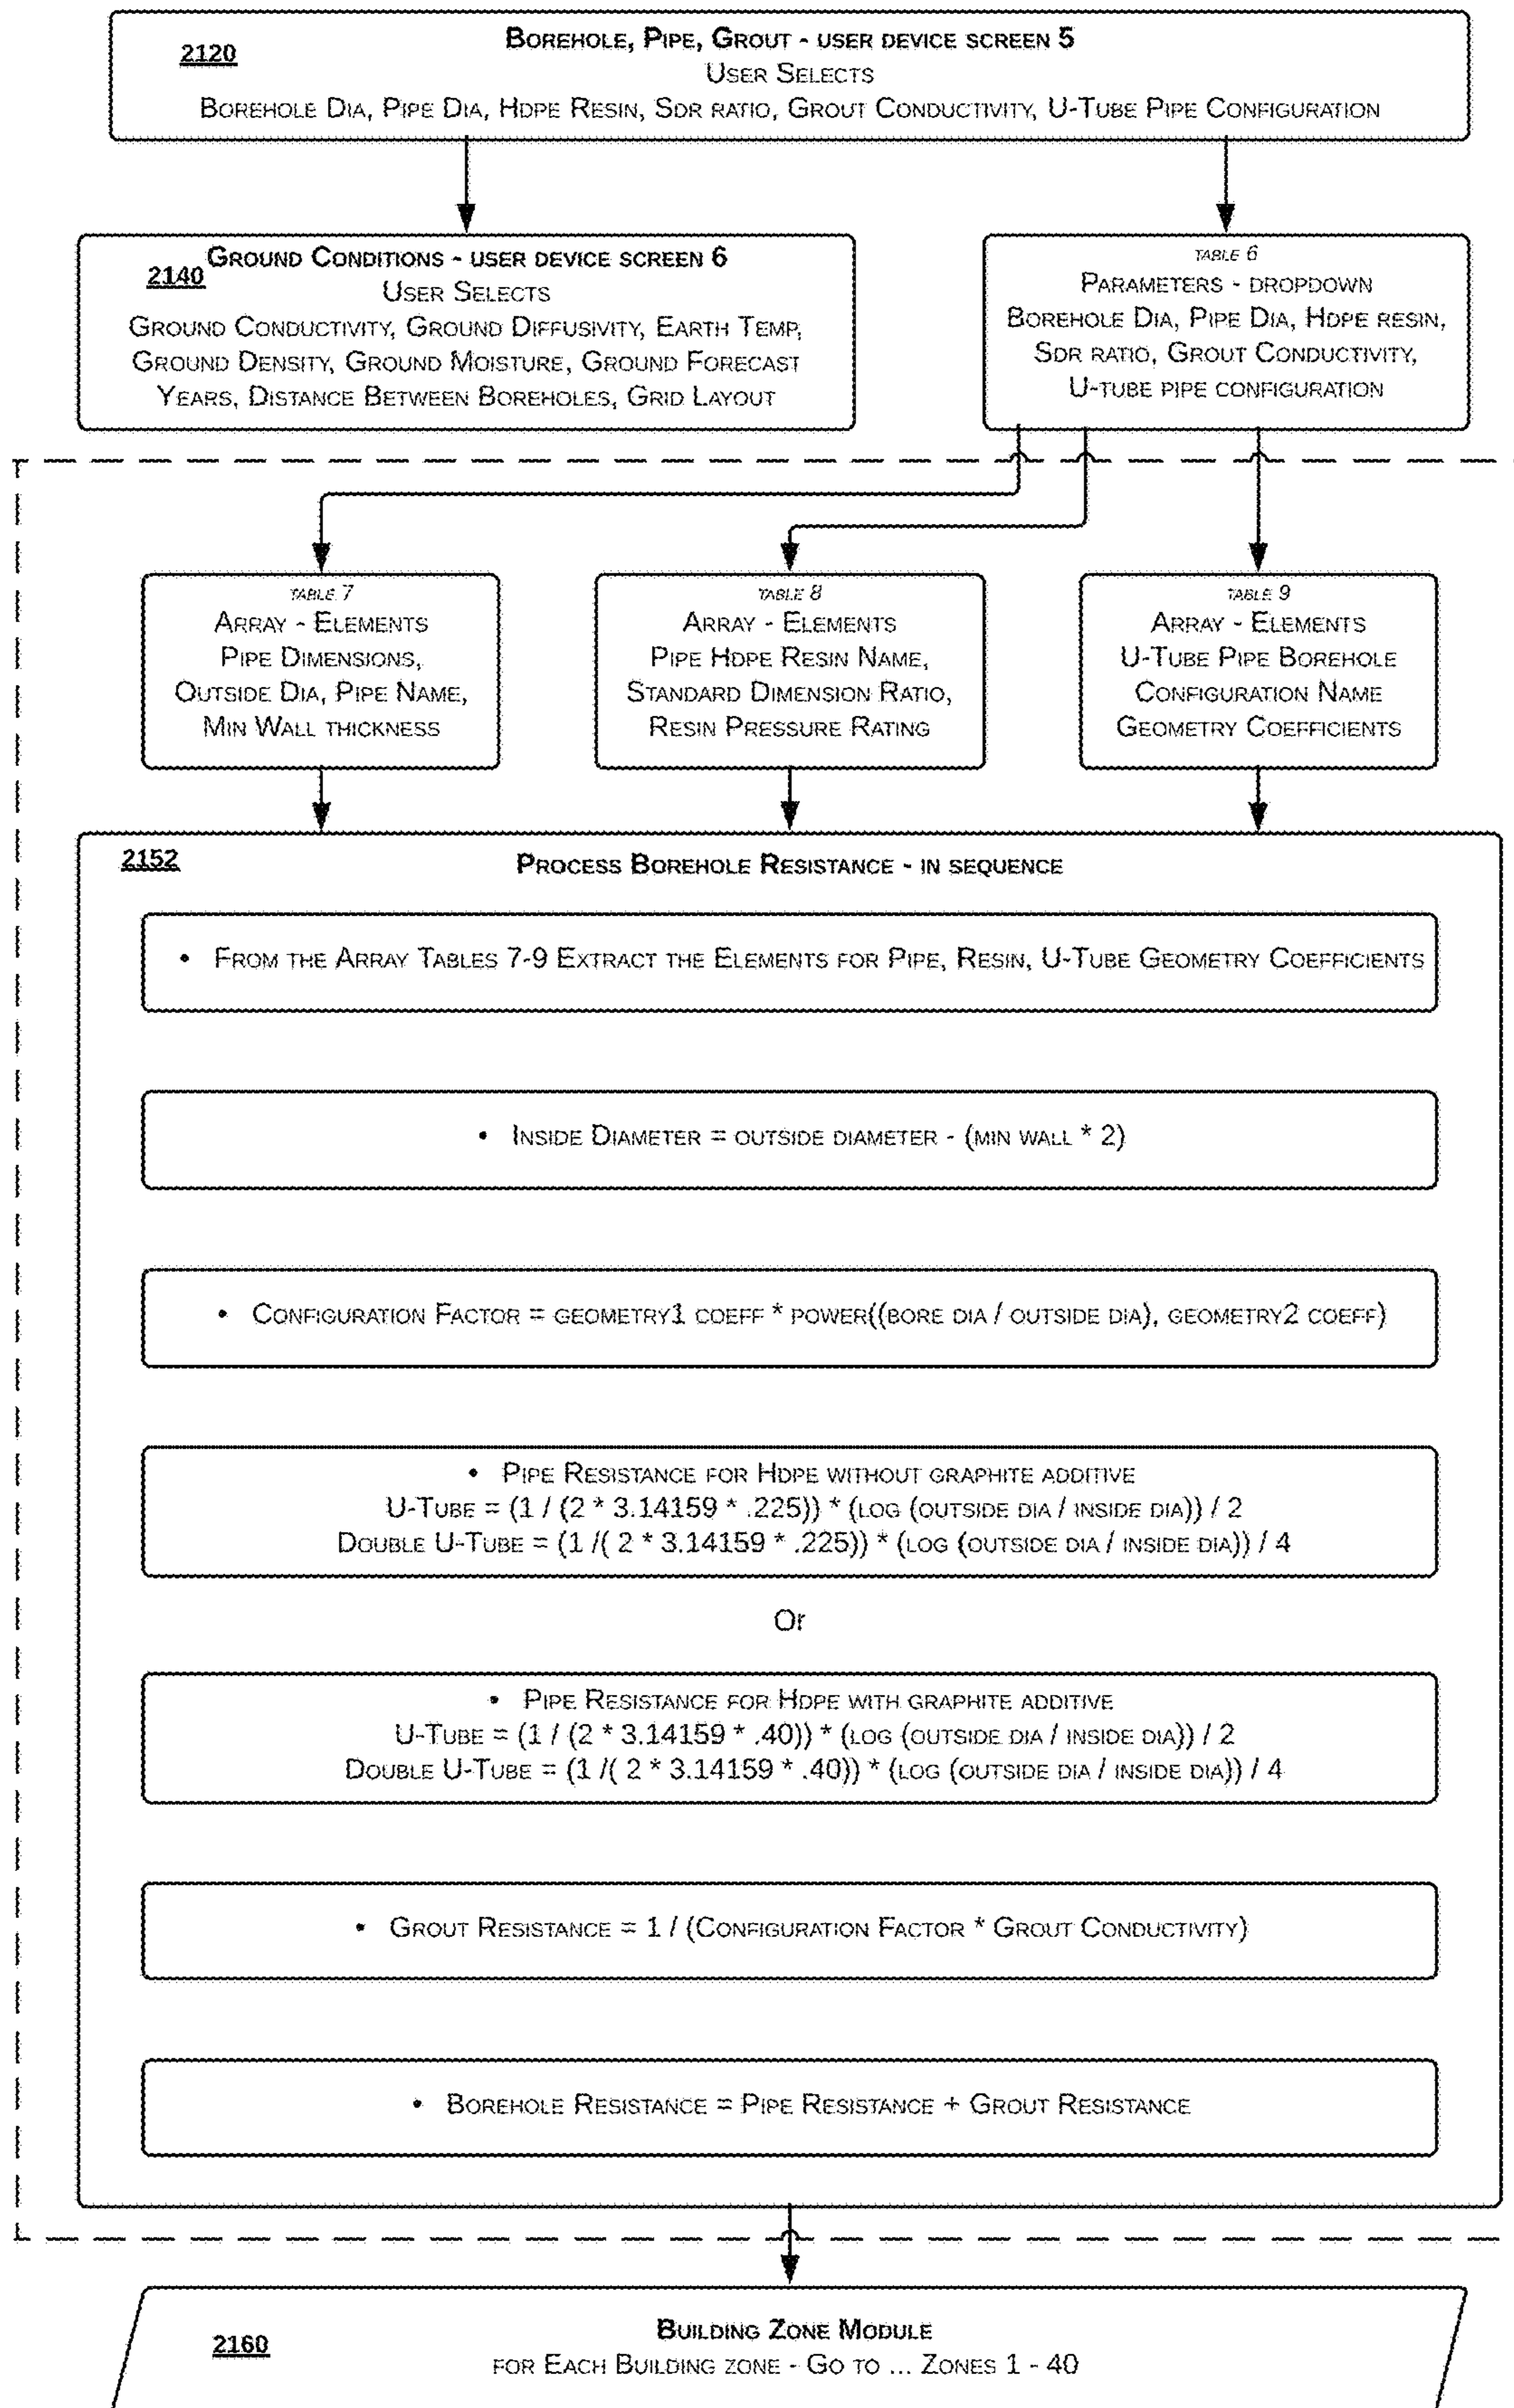 2120
Borehole, Pipe, Grout - user device screen 5
User Selects
Borehole Dia, Pipe Dia, Hdpe Resin, Sdr ratio, Grout Conductivity, U-Tube Pipe Configuration
2140
Ground Conditions - user device screen 6
User Selects
Ground Conductivity, Ground Diffusivity, Earth Temp,
Ground Density, Ground Moisture, Ground Forecast
Years, Distance Between Boreholes, Grid Layout
table 6
Parameters - dropdown
Borehole Dia, Pipe Dia, Hdpe resin,
Sdr ratio, Grout Conductivity,
U-tube pipe configuration
table 7
Array - Elements
Pipe Dimensions,
Outside Dia, Pipe Name,
Min Wall thickness
table 8
Array - Elements
Pipe Hdpe Resin Name,
Standard Dimension Ratio,
Resin Pressure Rating
table 9
Array - Elements
U-Tube Pipe Borehole
Configuration Name
Geometry Coefficients
2152
Process Borehole Resistance - in sequence
• From the Array Tables 7-9 Extract the Elements for Pipe, Resin, U-Tube Geometry Coefficients
• Inside Diameter = outside diameter - (min wall * 2)
• Configuration Factor = geometry1 coeff * power((bore dia / outside dia), geometry2 coeff)
• Pipe Resistance for Hdpe without graphite additive
U-Tube = (1 / (2 * 3.14159 * .225)) * (log (outside dia / inside dia)) / 2
Double U-Tube = (1 /( 2 * 3.14159 * .225)) * (log (outside dia / inside dia)) / 4
Or
• Pipe Resistance for Hdpe with graphite additive
U-Tube = (1 / (2 * 3.14159 * .40)) * (log (outside dia / inside dia)) / 2
Double U-Tube = (1 /( 2 * 3.14159 * .40)) * (log (outside dia / inside dia)) / 4
• Grout Resistance = 1 / (Configuration Factor * Grout Conductivity)
• Borehole Resistance = Pipe Resistance + Grout Resistance
2160
Building Zone Module
for Each Building zone - Go to ... Zones 1 - 40